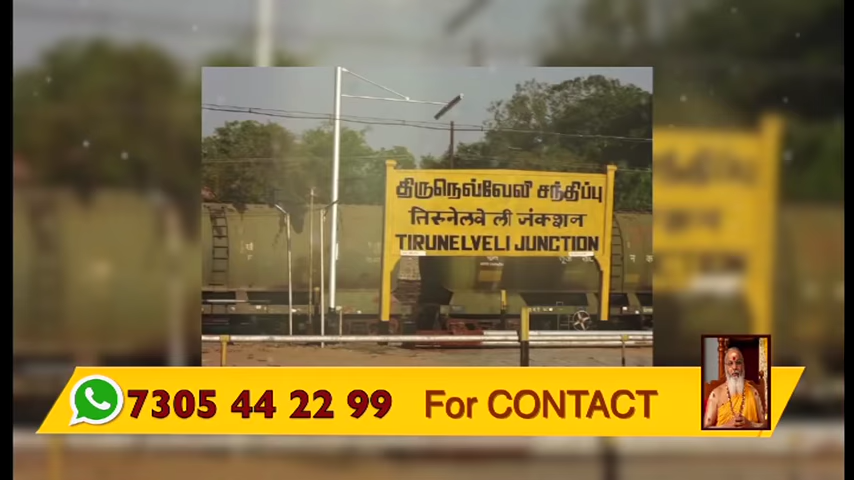 திருநெல்வேலி சந்திப்பு
तिरुनेलवेली जंक्शन
TIRUNELVELI JUNCTION
7305 44 22 99 For CONTACT